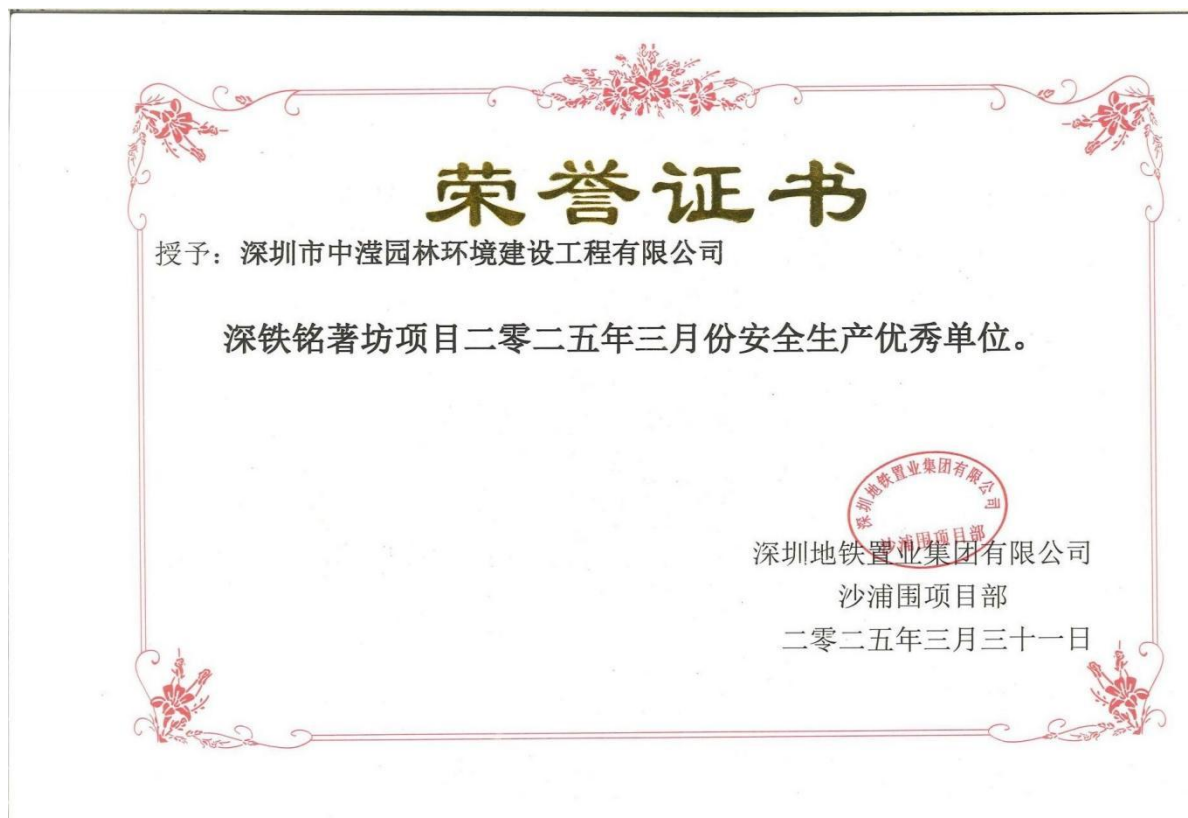 荣誉证书
授予：深圳市中滢园林环境建设工程有限公司
深铁铭著坊项目二零二五年三月份安全生产优秀单位。
深圳地铁置业集团有限公司
沙浦围项目部
深圳地铁置业集团有限公司
沙浦围项目部
二零二五年三月三十一日